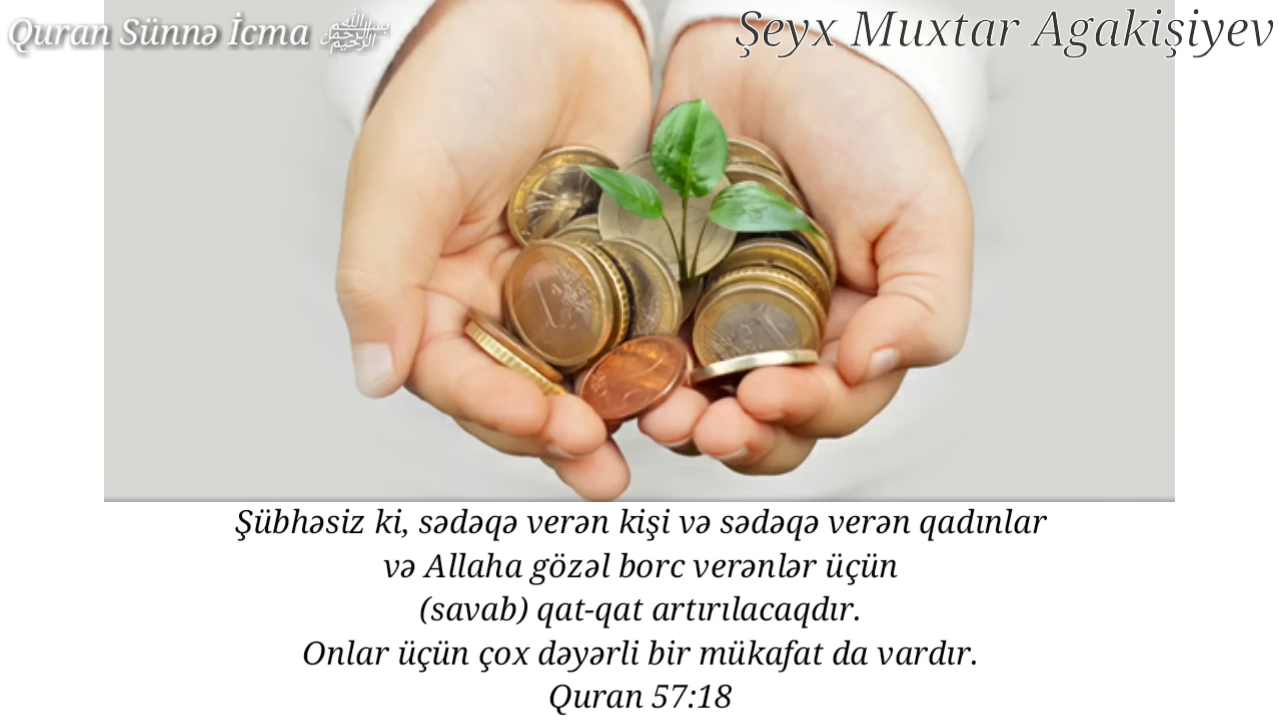 Quran Sünnə İcma ﷽
Şeyx Muxtar Agakişiyev
Şübhəsiz ki, sədəqə verən kişi və sədəqə verən qadınlar
və Allaha gözəl borc verənlər üçün
(savab) qat-qat artırılacaqdır.
Onlar üçün çox dəyərli bir mükafat da vardır.
Quran 57:18